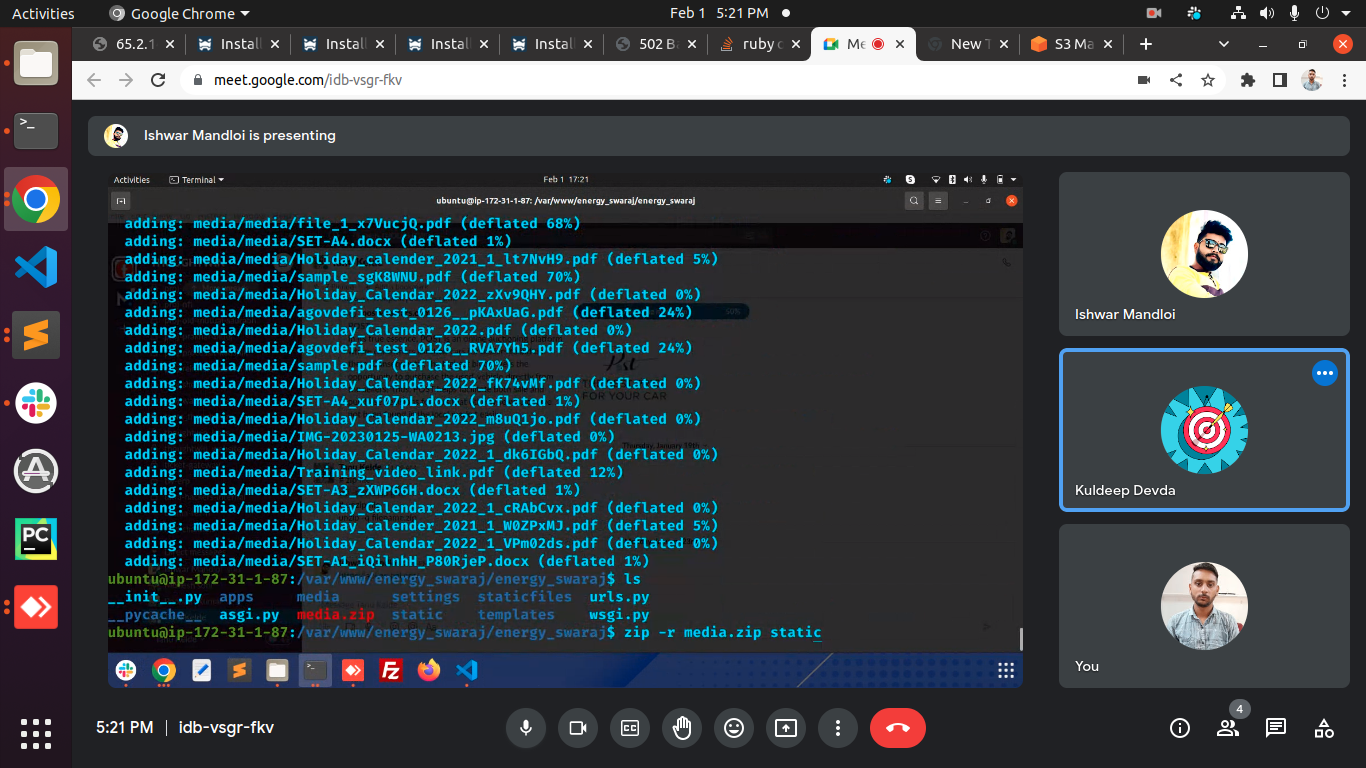 Activities
Google Chrome
Feb 1 5:21 PM
65.2.1
Install
Install
Install
Install
502 B
ruby c
Me
New T
S3 Ma
meet.google.com/idb-vsgr-fkv
Ishwar Mandloi is presenting
Activities
Terminal
Feb 1 17:21
ubuntu@ip-172-31-1-87: /var/www/energy_swaraj/energy_swaraj
adding: media/media/file_1_x7VucjQ.pdf (deflated 68%)
adding: media/media/SET-A4.docx (deflated 1%)
adding: media/media/Holiday_calender_2021_1_lt7NvH9.pdf (deflated 5%)
adding: media/media/sample_sgK8WNU.pdf (deflated 70%)
adding: media/media/Holiday_Calendar_2022_zXv9QHY.pdf (deflated 0%)
adding: media/media/agovdefi_test_0126__pKAxUaG.pdf (deflated 24%)
adding: media/media/Holiday_Calendar_2022.pdf (deflated 0%)
adding: media/media/agovdefi_test_0126__RVA7Yh5.pdf (deflated 24%)
adding: media/media/sample.pdf (deflated 70%)
adding: media/media/Holiday_Calendar_2022_fK74vMf.pdf (deflated 0%)
adding: media/media/SET-A4_xuf07pL.docx (deflated 1%)
FOR YOUR CAR
adding: media/media/Holiday_Calendar_2022_m8uQ1jo.pdf (deflated 0%)
adding: media/media/IMG-20230125-WA0213.jpg (deflated 0%)
adding: media/media/Holiday_Calendar_2022_1_dk6IGbQ.pdf (deflated 0%)
adding: media/media/Training_video_link.pdf (deflated 12%)
adding: media/media/SET-A3_zXWP66H.docx (deflated 1%)
adding: media/media/Holiday_Calendar_2022_1_cRAbCvx.pdf (deflated 0%)
adding: media/media/Holiday_Calender_2021_1_W0ZPxMJ.pdf (deflated 5%)
adding: media/media/Holiday_Calendar_2022_1_VPm02ds.pdf (deflated 0%)
adding: media/media/SET-A1_iQilnhH_P80RjeP.docx (deflated 1%)
ubuntu@ip-172-31-1-87:/var/www/energy_swaraj/energy_swaraj$ ls
__init__.py apps media settings staticfiles urls.py
__pycache__ asgi.py media.zip static templates wsgi.py
ubuntu@ip-172-31-1-87:/var/www/energy_swaraj/energy_swaraj$ zip -r media.zip static
Ishwar Mandloi
Kuldeep Devda
You
PC
5:21 PM | idb-vsgr-fkv
4